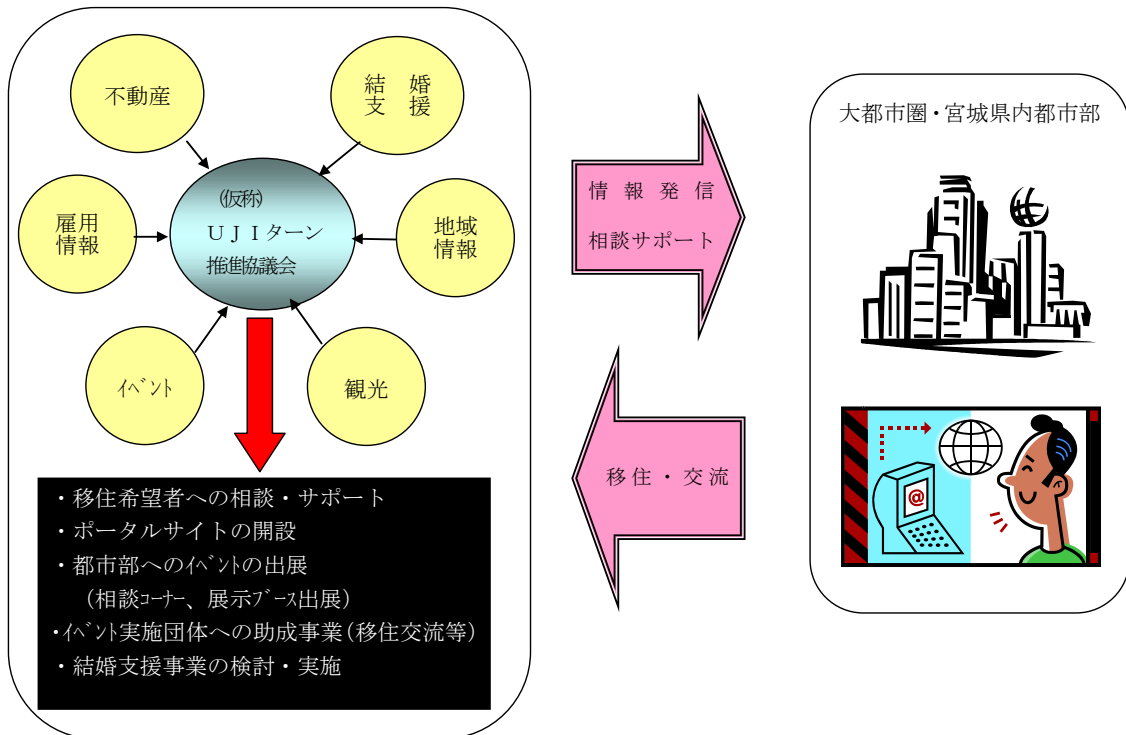 不動産
結　婚
支　援
雇用
情報
(仮称)
ＵＪＩターン
推進協議会
地域
情報
ｲﾍﾞﾝﾄ
観光
・移住希望者への相談・サポート
・ポータルサイトの開設
・都市部へのｲﾍﾞﾝﾄの出展
（相談ｺｰﾅｰ、展示ﾌﾞｰｽ出展）
・ｲﾍﾞﾝﾄ実施団体への助成事業(移住交流等)
・結婚支援事業の検討・実施
情 報 発 信
相談サポート
移 住 ・ 交 流
大都市圏・宮城県内都市部
@